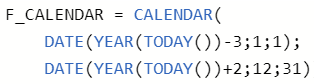 F_CALENDAR = CALENDAR(
    DATE(YEAR(TODAY())-3;1;1);
    DATE(YEAR(TODAY())+2;12;31)